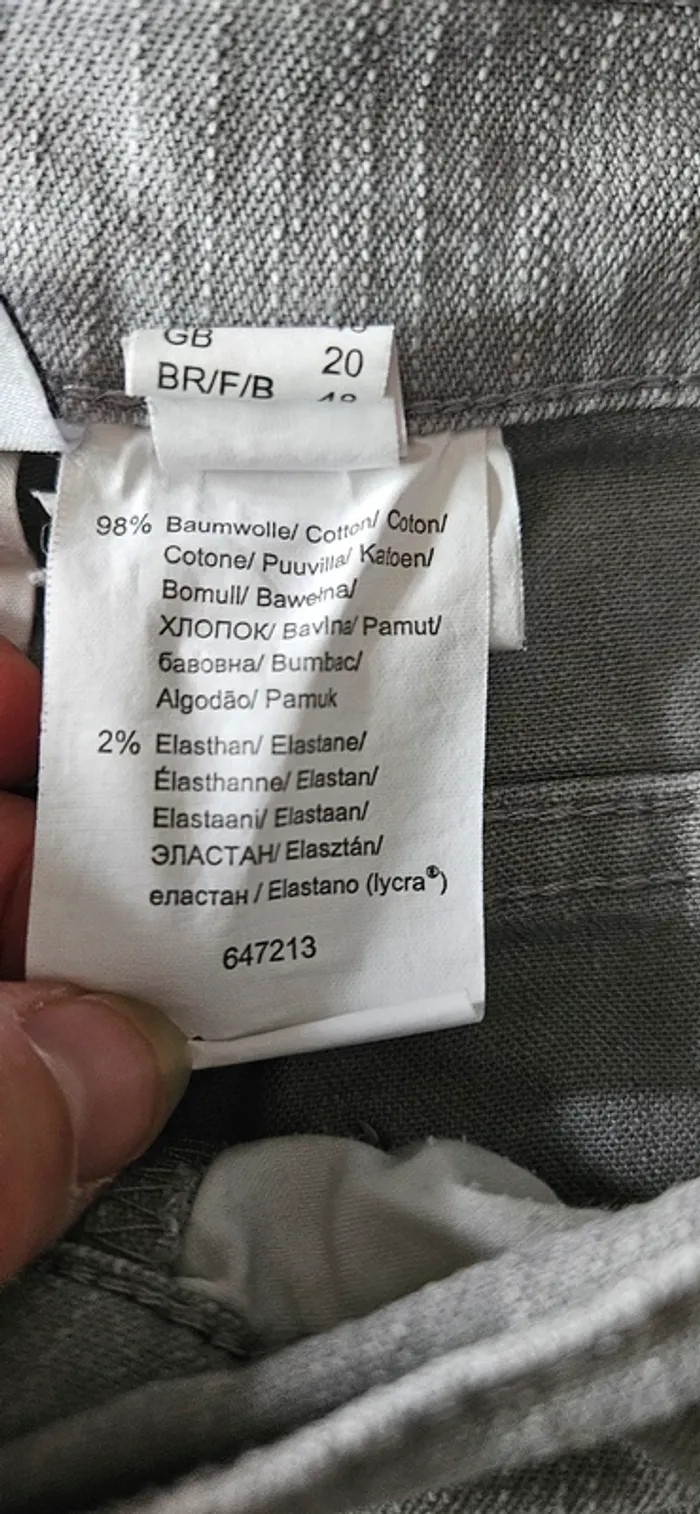 GB
20
BR/F/B
98% Baumwolle/ Cotton/ Coton/
Cotone/ Puuvilla/ Katoen/
Bomull/ Bawełna/
ХЛОПОК/ Bavlna/ Pamut/
бавовна/ Bumbac/
Algodão/ Pamuk
2% Elasthan/ Elastane/
Élasthanne/ Elastan/
Elastaani/ Elastaan/
ЭЛАСТАН/ Elasztán/
еластан / Elastano (lycra®)
647213